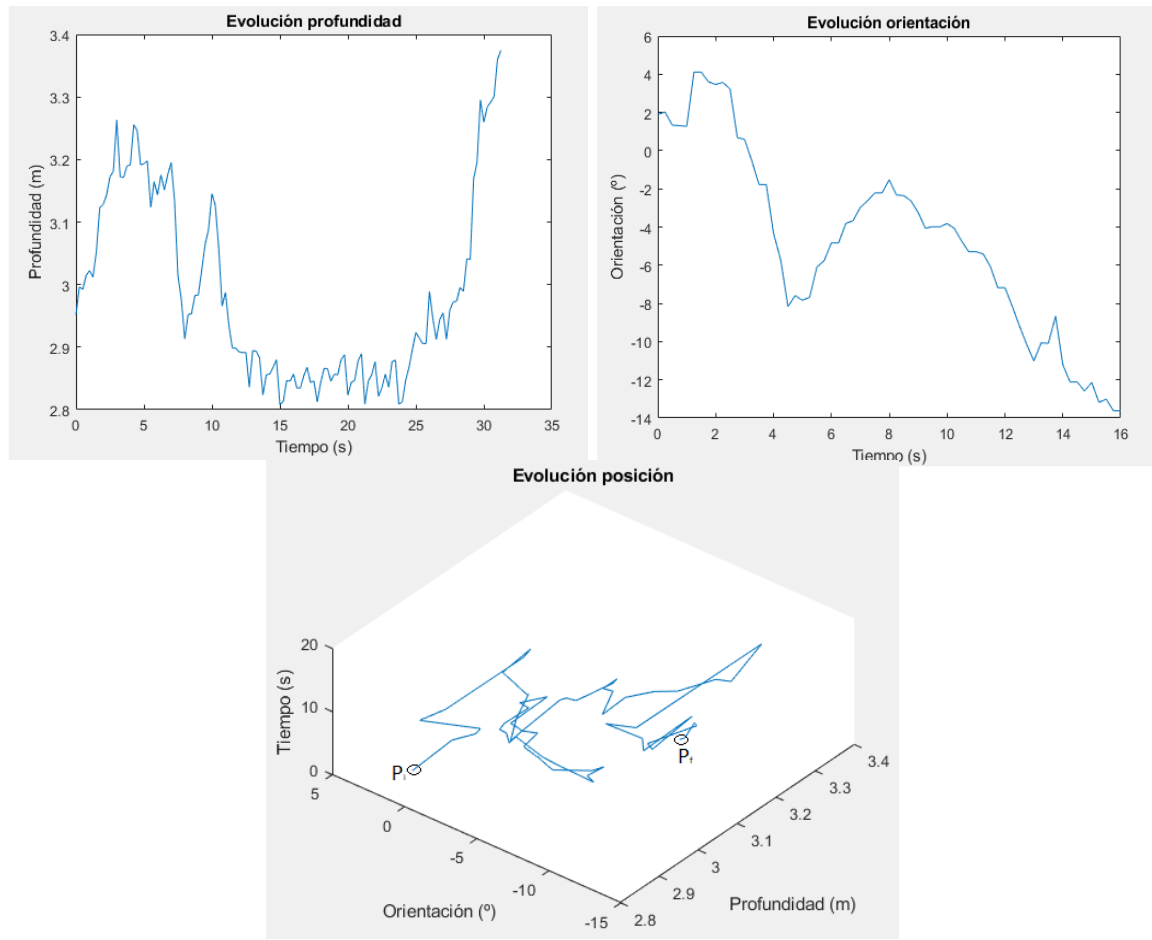 Evolución profundidad
3.4
3.3
3.2
3.1
3
2.9
2.8
Profundidad (m)
0 5 10 15 20 25 30 35
Tiempo (s)
Evolución orientación
6
4
2
0
-2
-4
-6
-8
-10
-12
-14
Orientación (º)
0 2 4 6 8 10 12 14 16
Tiempo (s)
Evolución posición
20
10
0
Tiempo (s)
5
0
-5
-10
-15
Orientación (º)
2.8
2.9
3
3.1
3.2
3.3
3.4
Profundidad (m)
Pi
Pf